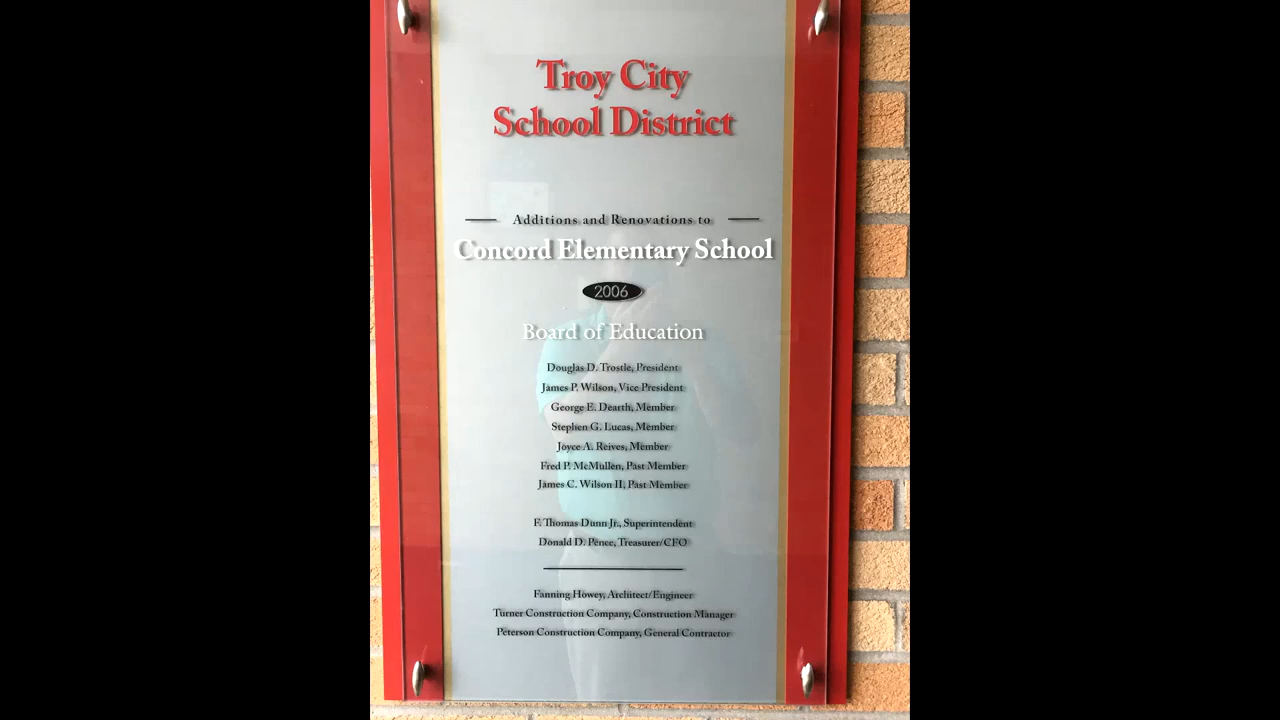 Troy City
School District
Additions and Renovations to
Concord Elementary School
2006
Board of Education
Douglas D. Trostle, President
James P. Wilson, Vice President
George E. Dearth, Member
Stephen G. Lucas, Member
Joyce A. Reives, Member
Fred P. McMullen, Past Member
James C. Wilson II, Past Member
F. Thomas Dunn Jr., Superintendent
Donald D. Pence, Treasurer/CFO
Fanning Howey, Architect/Engineer
Turner Construction Company, Construction Manager
Peterson Construction Company, General Contractor